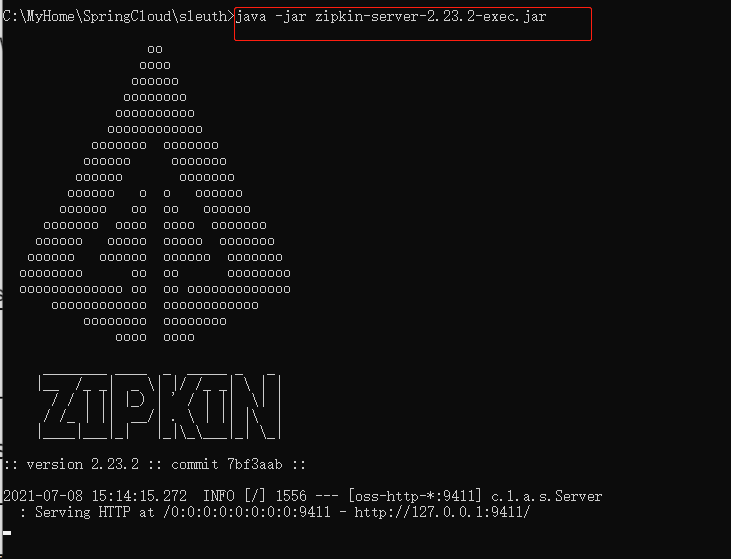 C:\MyHome\SpringCloud\sleuth>java -jar zipkin-server-2.23.2-exec.jar
oo
oooo
oooooo
oooooooo
oooooooooo
oooooooooooo
ooooooo  ooooooo
oooooo     ooooooo
oooooo       ooooooo
oooooo   o  o   oooooo
oooooo   oo  oo   oooooo
ooooooo  oooo  oooo  ooooooo
oooooo   ooooo  ooooo  ooooooo
oooooo   oooooo  oooooo  ooooooo
oooooooo      oo  oo      oooooooo
ooooooooooooo oo  oo ooooooooooooo
oooooooooooo  oooooooooooo
oooooooo  oooooooo
oooo  oooo
ZIPKIN
:: version 2.23.2 :: commit 7bf3aab ::
2021-07-08 15:14:15.272  INFO [/] 1556 --- [oss-http-*:9411] c.l.a.s.Server
: Serving HTTP at /0:0:0:0:0:0:0:0:9411 - http://127.0.0.1:9411/